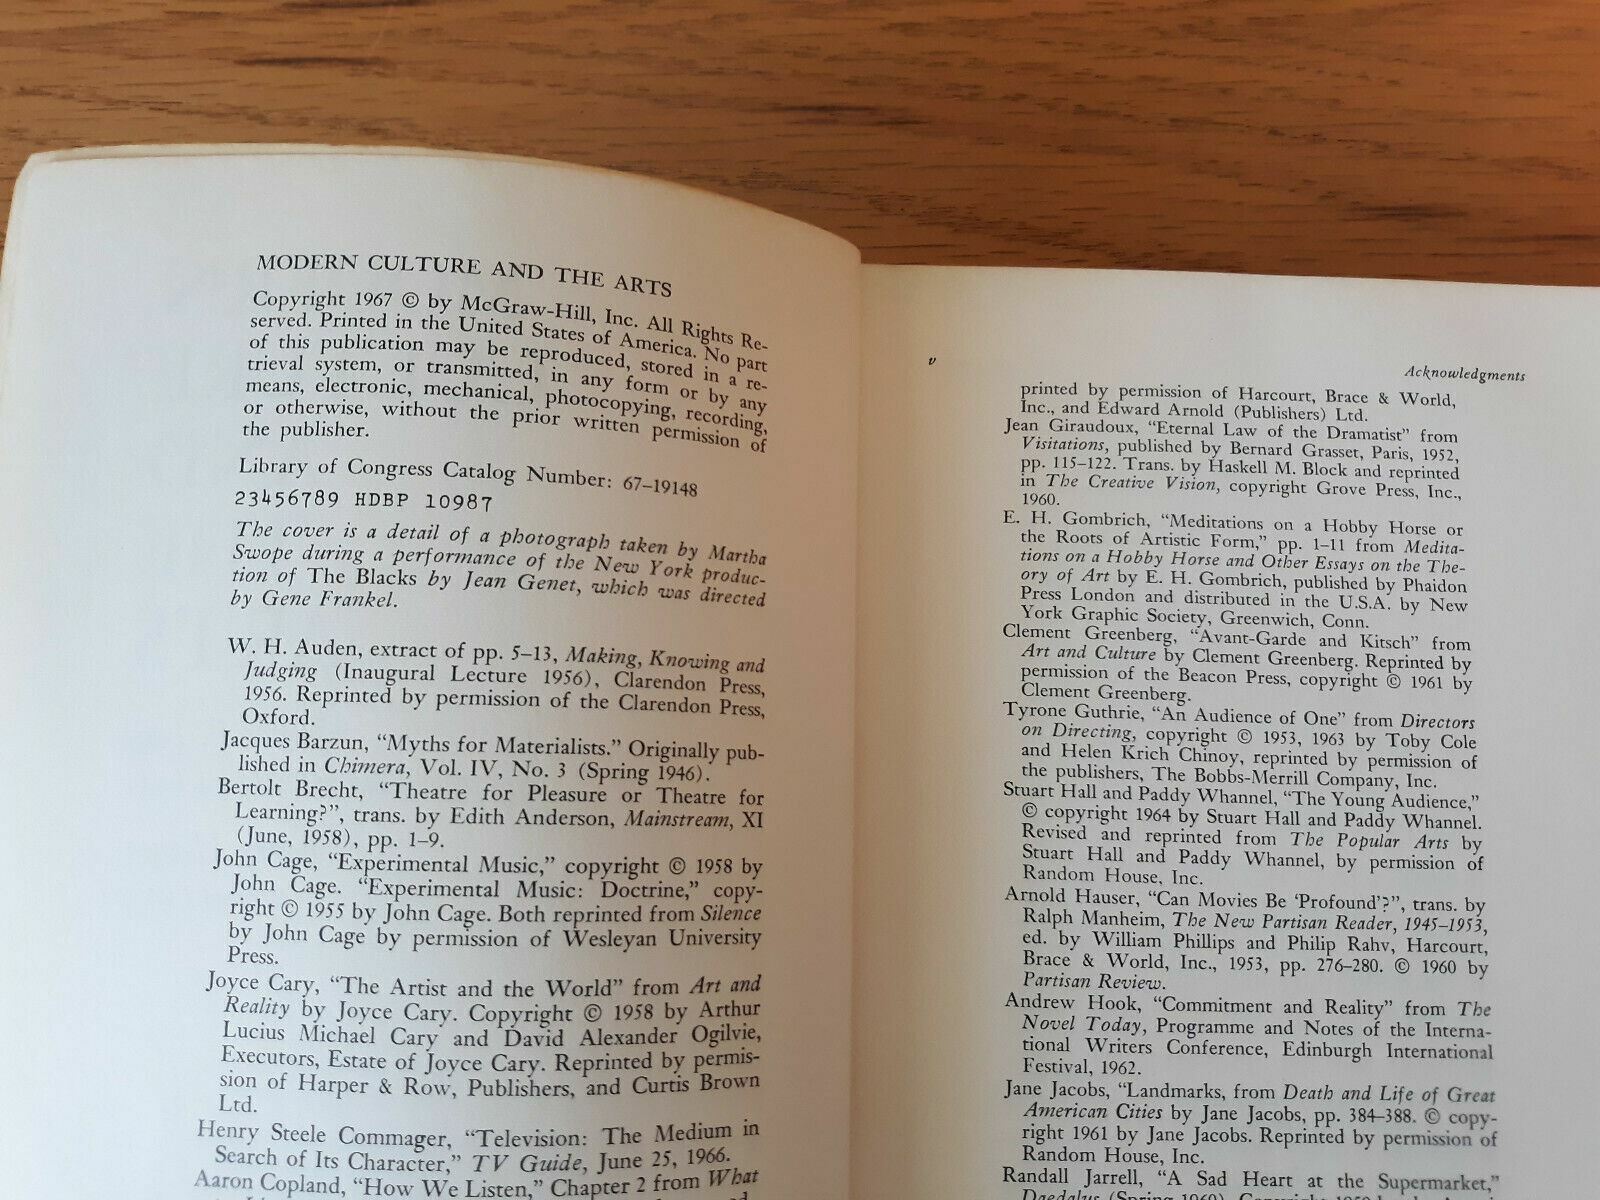 MODERN CULTURE AND THE ARTS
Copyright 1967 © by McGraw-Hill, Inc. All Rights Re-
served. Printed in the United States of America. No part
of this publication may be reproduced, stored in a re-
trieval system, or transmitted, in any form or by any
means, electronic, mechanical, photocopying, recording,
or otherwise, without the prior written permission of
the publisher.
Library of Congress Catalog Number: 67–19148
23456789 HDBP 10987
The cover is a detail of a photograph taken by Martha
Swope during a performance of the New York produc-
tion of The Blacks by Jean Genet, which was directed
by Gene Frankel.
W. H. Auden, extract of pp. 5–13, Making, Knowing and
Judging (Inaugural Lecture 1956), Clarendon Press,
1956. Reprinted by permission of the Clarendon Press,
Oxford.
Jacques Barzun, “Myths for Materialists.” Originally pub-
lished in Chimera, Vol. IV, No. 3 (Spring 1946).
Bertolt Brecht, “Theatre for Pleasure or Theatre for
Learning?”, trans. by Edith Anderson, Mainstream, XI
(June, 1958), pp. 1–9.
John Cage, “Experimental Music,” copyright © 1958 by
John Cage. “Experimental Music: Doctrine,” copy-
right © 1955 by John Cage. Both reprinted from Silence
by John Cage by permission of Wesleyan University
Press.
Joyce Cary, “The Artist and the World” from Art and
Reality by Joyce Cary. Copyright © 1958 by Arthur
Lucius Michael Cary and David Alexander Ogilvie,
Executors, Estate of Joyce Cary. Reprinted by permis-
sion of Harper & Row, Publishers, and Curtis Brown
Ltd.
Henry Steele Commager, “Television: The Medium in
Search of Its Character,” TV Guide, June 25, 1966.
Aaron Copland, “How We Listen,” Chapter 2 from What
v
Acknowledgments
printed by permission of Harcourt, Brace & World,
Inc., and Edward Arnold (Publishers) Ltd.
Jean Giraudoux, “Eternal Law of the Dramatist” from
Visitations, published by Bernard Grasset, Paris, 1952,
pp. 115–122. Trans. by Haskell M. Block and reprinted
in The Creative Vision, copyright Grove Press, Inc.,
1960.
E. H. Gombrich, “Meditations on a Hobby Horse or
the Roots of Artistic Form,” pp. 1–11 from Medita-
tions on a Hobby Horse and Other Essays on the The-
ory of Art by E. H. Gombrich, published by Phaidon
Press London and distributed in the U.S.A. by New
York Graphic Society, Greenwich, Conn.
Clement Greenberg, “Avant-Garde and Kitsch” from
Art and Culture by Clement Greenberg. Reprinted by
permission of the Beacon Press, copyright © 1961 by
Clement Greenberg.
Tyrone Guthrie, “An Audience of One” from Directors
on Directing, copyright © 1953, 1963 by Toby Cole
and Helen Krich Chinoy, reprinted by permission of
the publishers, The Bobbs-Merrill Company, Inc.
Stuart Hall and Paddy Whannel, “The Young Audience,”
© copyright 1964 by Stuart Hall and Paddy Whannel.
Revised and reprinted from The Popular Arts by
Stuart Hall and Paddy Whannel, by permission of
Random House, Inc.
Arnold Hauser, “Can Movies Be ‘Profound’?”, trans. by
Ralph Manheim, The New Partisan Reader, 1945–1953,
ed. by William Phillips and Philip Rahv, Harcourt,
Brace & World, Inc., 1953, pp. 276–280. © 1960 by
Partisan Review.
Andrew Hook, “Commitment and Reality” from The
Novel Today, Programme and Notes of the Interna-
tional Writers Conference, Edinburgh International
Festival, 1962.
Jane Jacobs, “Landmarks, from Death and Life of Great
American Cities by Jane Jacobs, pp. 384–388. © copy-
right 1961 by Jane Jacobs. Reprinted by permission of
Random House, Inc.
Randall Jarrell, “A Sad Heart at the Supermarket,”
Daedalus (Spring 1960). Copyright